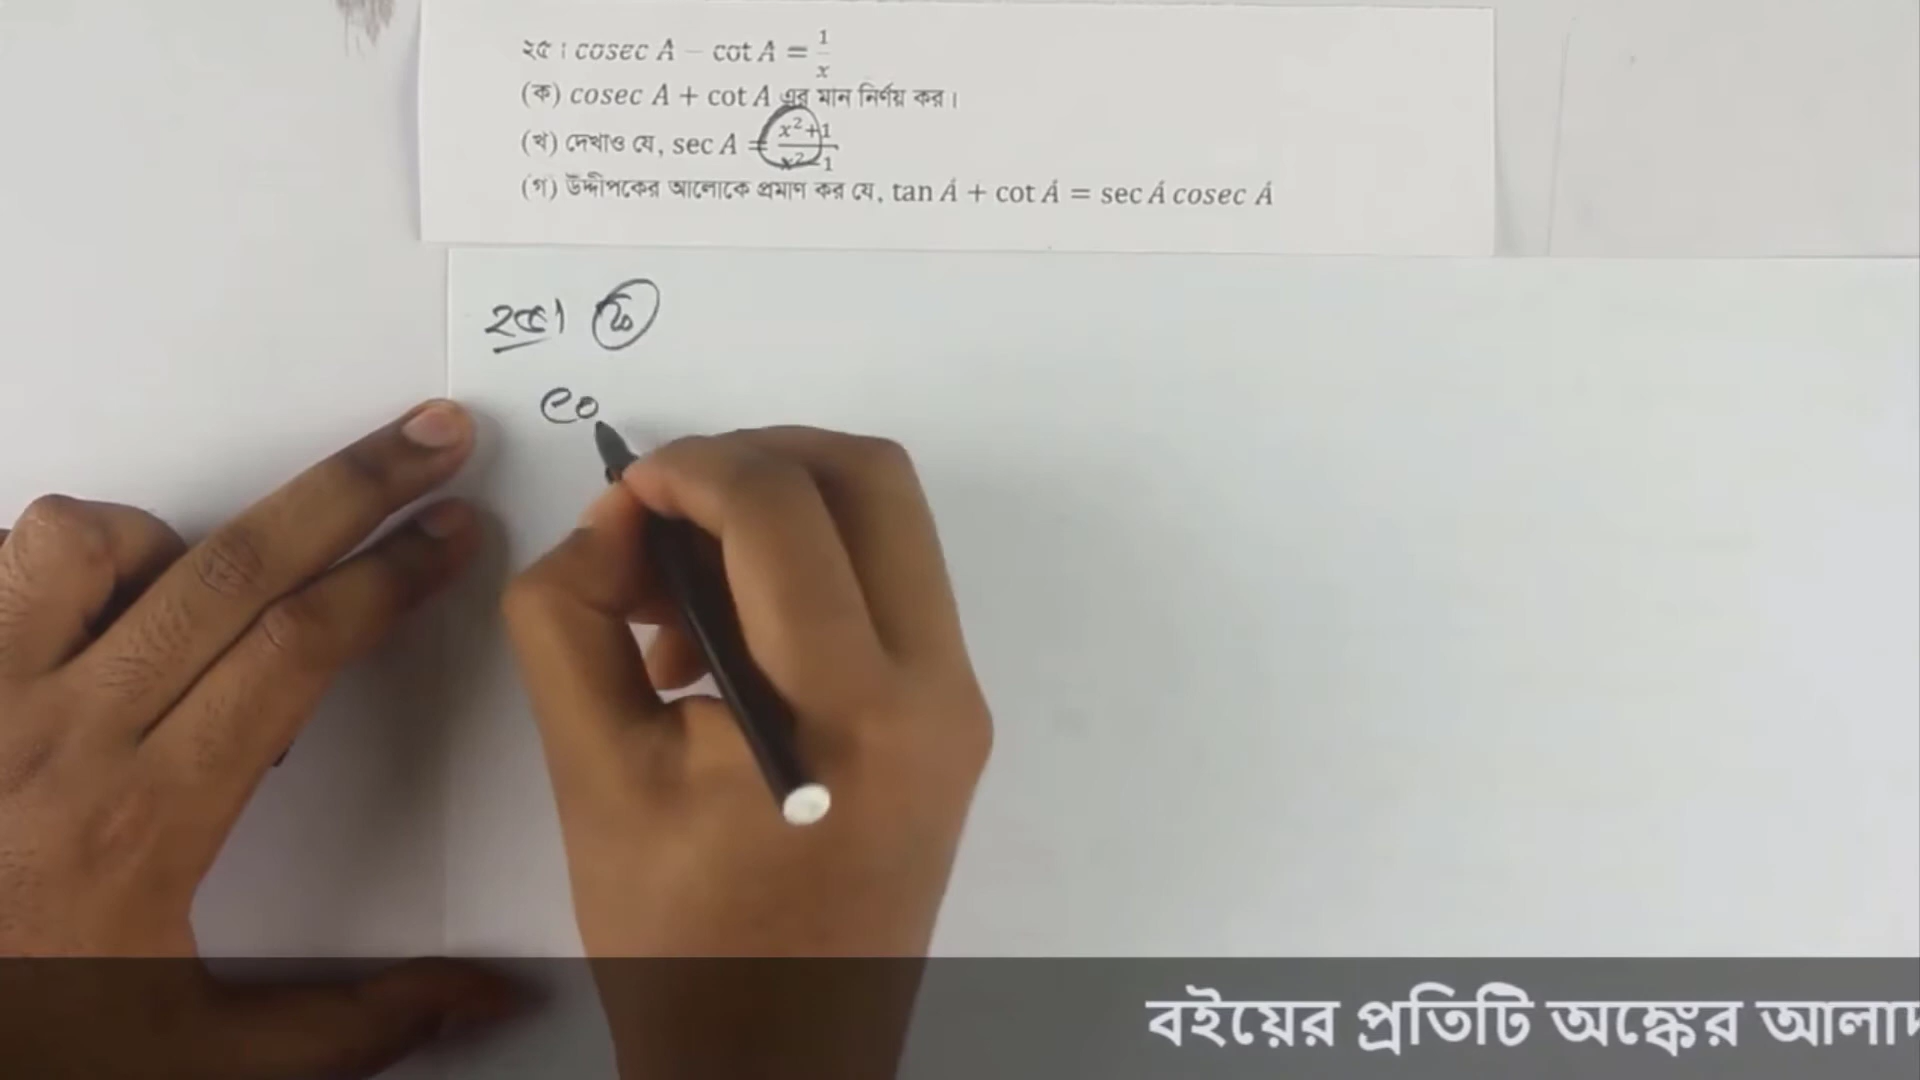 ২৫। cosec A − cot A = 1/x
(ক) cosec A + cot A এর মান নির্ণয় কর।
(খ) দেখাও যে, sec A = x²+1/x²−1
(গ) উদ্দীপকের আলোকে প্রমাণ কর যে, tan A + cot A = sec A cosec A
২৫।
co
বইয়ের প্রতিটি অঙ্কের